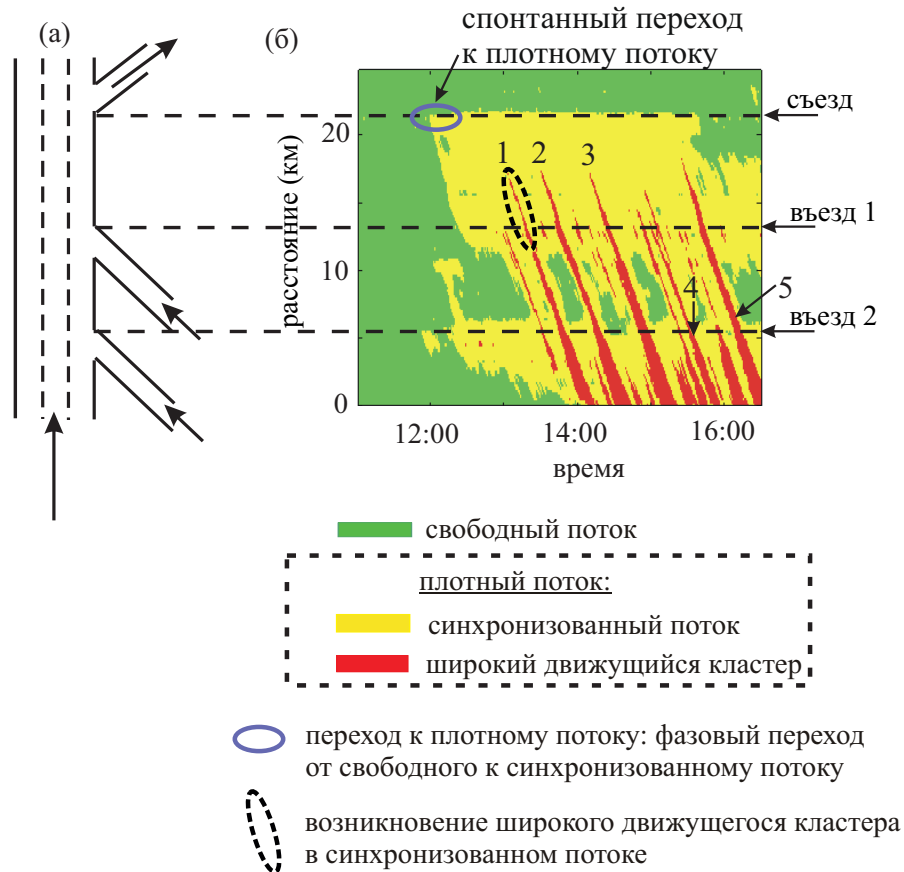 (а)
(б)
спонтанный переход
к плотному потоку
съезд
въезд 1
въезд 2
расстояние (км)
20
10
0
1
2
3
4
5
12:00
14:00
16:00
время
свободный поток
плотный поток:
синхронизованный поток
широкий движущийся кластер
переход к плотному потоку: фазовый переход
от свободного к синхронизованному потоку
возникновение широкого движущегося кластера
в синхронизованном потоке